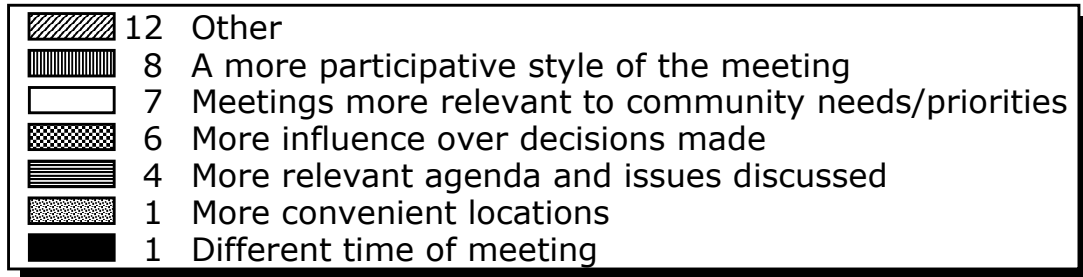 12 Other
8 A more participative style of the meeting
7 Meetings more relevant to community needs/priorities
6 More influence over decisions made
4 More relevant agenda and issues discussed
1 More convenient locations
1 Different time of meeting